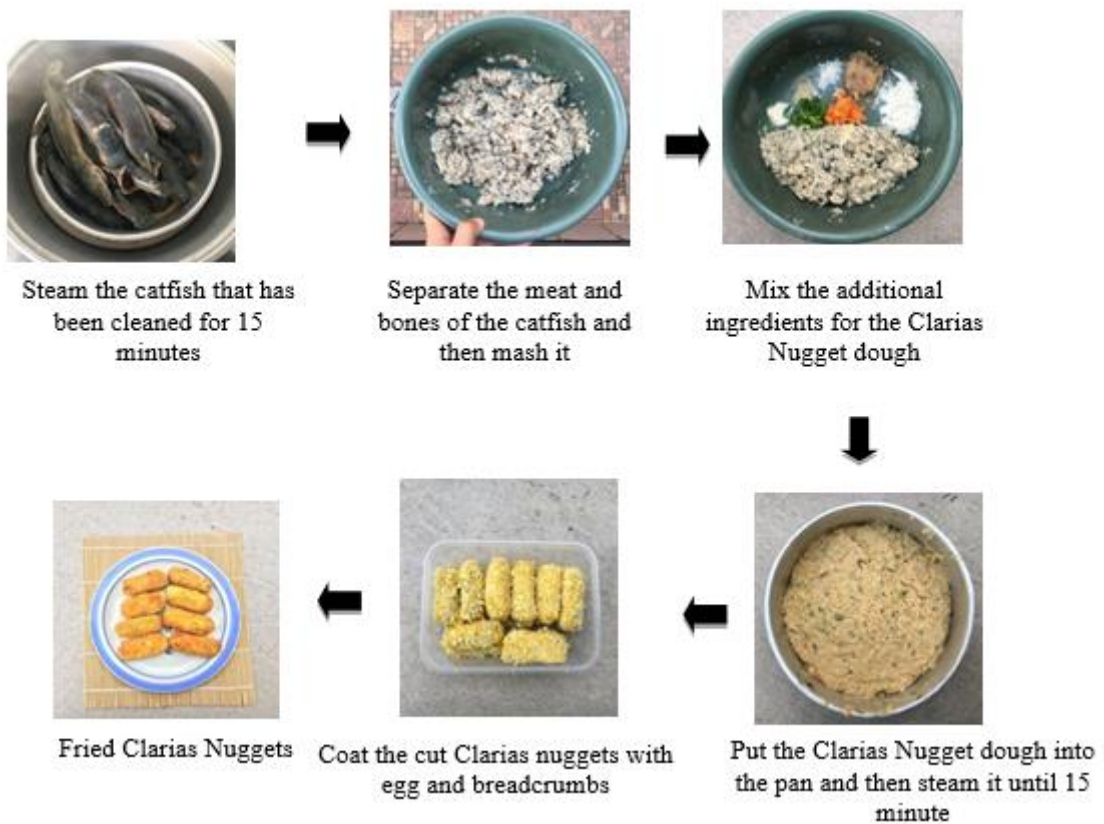 Steam the catfish that has
been cleaned for 15
minutes
Separate the meat and
bones of the catfish and
then mash it
Mix the additional
ingredients for the Clarias
Nugget dough
Put the Clarias Nugget dough into
the pan and then steam it until 15
minute
Coat the cut Clarias nuggets with
egg and breadcrumbs
Fried Clarias Nuggets